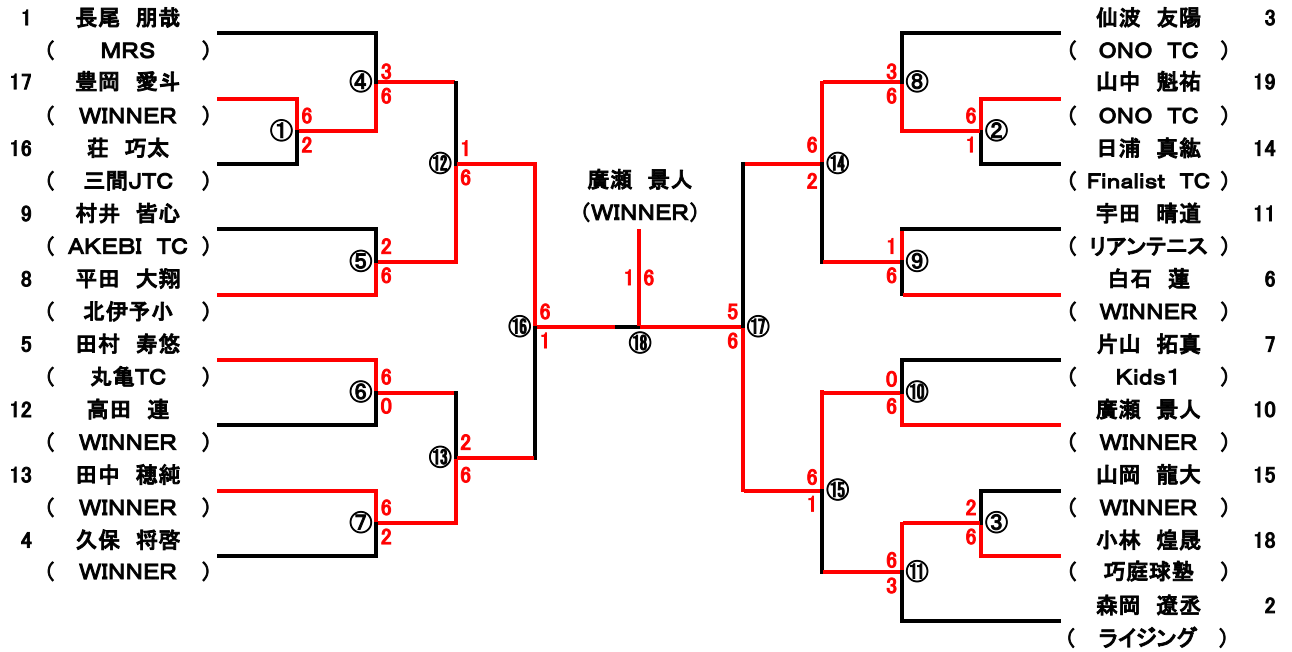 1 長尾 朋哉
( MRS )
17 豊岡 愛斗
( WINNER )
16 荘 巧太
( 三間JTC )
9 村井 皆心
( AKEBI TC )
8 平田 大翔
( 北伊予小 )
5 田村 寿悠
( 丸亀TC )
12 高田 連
( WINNER )
13 田中 穂純
( WINNER )
4 久保 将啓
( WINNER )
① 6 2
④ 3 6
⑤ 2 6
⑥ 6 0
⑦ 6 2
⑫ 1 6
⑬ 2 6
⑯ 6 1
廣瀬 景人
(WINNER)
1 6
⑱
5 6 ⑰
6 2 ⑭
6 1 ⑮
3 6 ⑧
1 6 ⑨
0 6 ⑩
6 3 ⑪
6 1 ②
2 6 ③
仙波 友陽 3
( ONO TC )
山中 魁祐 19
( ONO TC )
日浦 真紘 14
( Finalist TC )
宇田 晴道 11
( リアンテニス )
白石 蓮 6
( WINNER )
片山 拓真 7
( Kids1 )
廣瀬 景人 10
( WINNER )
山岡 龍大 15
( WINNER )
小林 煌晟 18
( 巧庭球塾 )
森岡 遼丞 2
( ライジング )